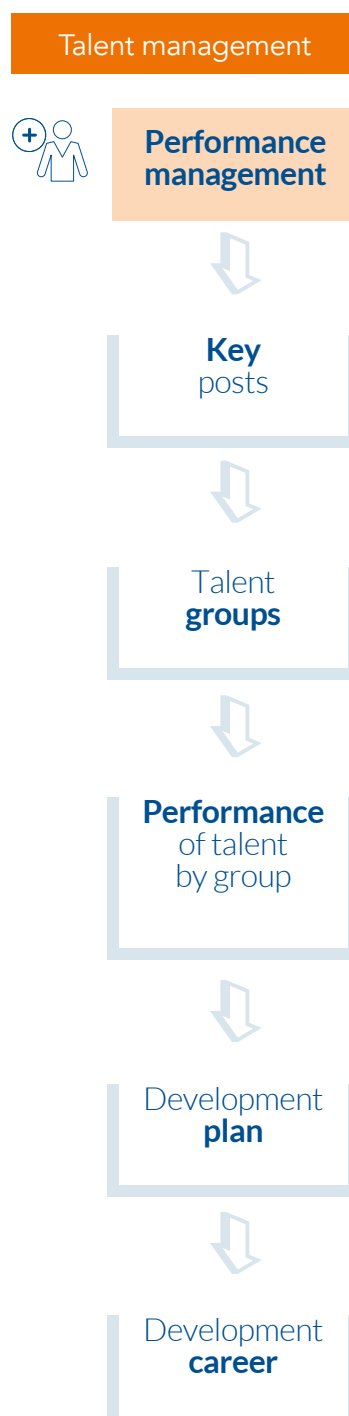 Talent management
Performance
management
Key
posts
Talent
groups
Performance
of talent
by group
Development
plan
Development
career